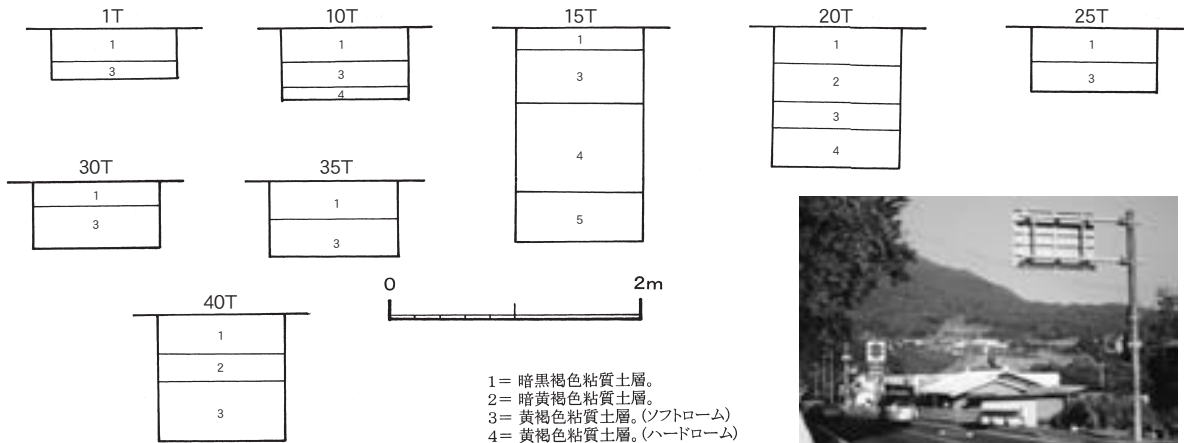 1T 10T 15T 20T 25T
1 3
1 3 4
1 3 4 5
1 2 3 4
1 3
30T 35T
1 3
1 3
40T
1 2 3
0 2m
1= 暗黒褐色粘質土層。
2= 暗黄褐色粘質土層。
3= 黄褐色粘質土層。(ソフトローム)
4= 黄褐色粘質土層。(ハードローム)